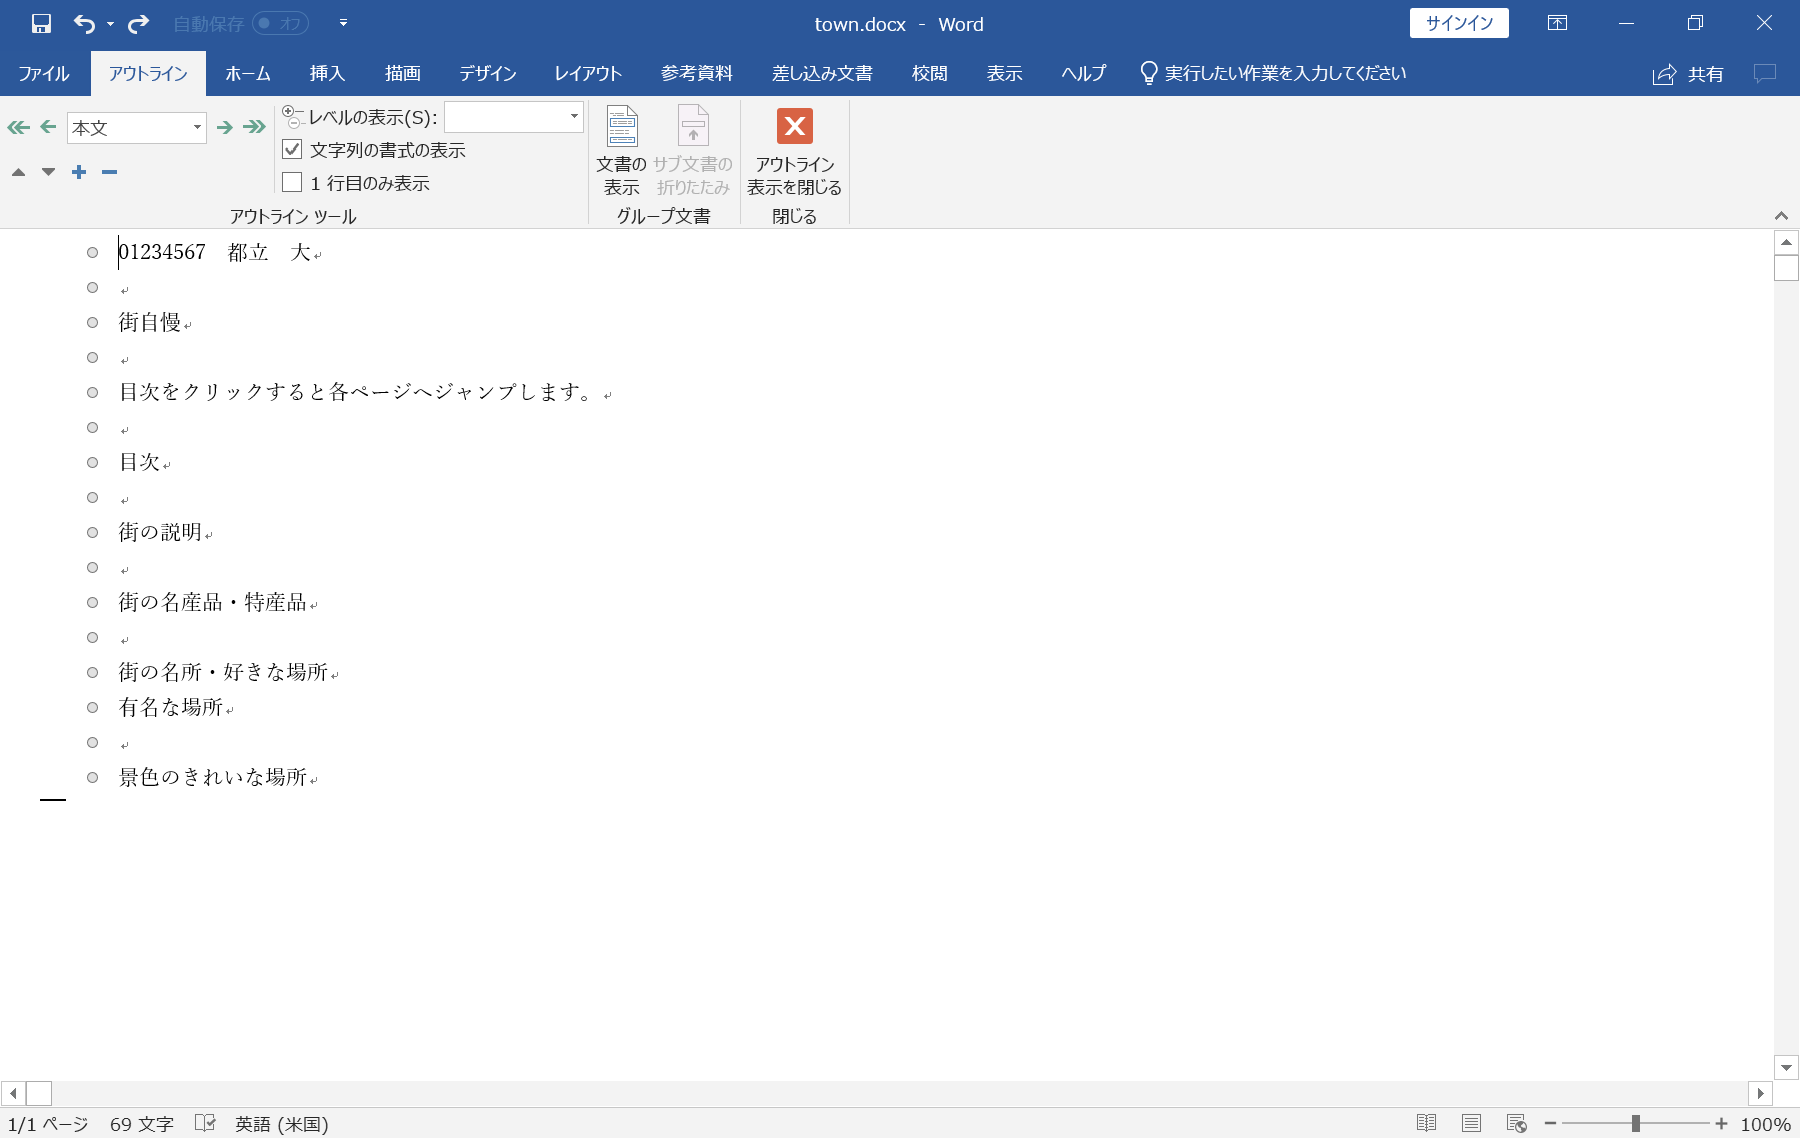 自動保存 オフ
town.docx - Word
サインイン
ファイル アウトライン ホーム 挿入 描画 デザイン レイアウト 参考資料 差し込み文書 校閲 表示 ヘルプ 実行したい作業を入力してください 共有
本文
レベルの表示(S):
文字列の書式の表示
1 行目のみ表示
アウトライン ツール
文書の
表示
サブ文書の
折りたたみ
グループ文書
アウトライン
表示を閉じる
閉じる
01234567 都立 大
街自慢
目次をクリックすると各ページへジャンプします。
目次
街の説明
街の名産品・特産品
街の名所・好きな場所
有名な場所
景色のきれいな場所
1/1 ページ 69 文字 英語 (米国) 100%